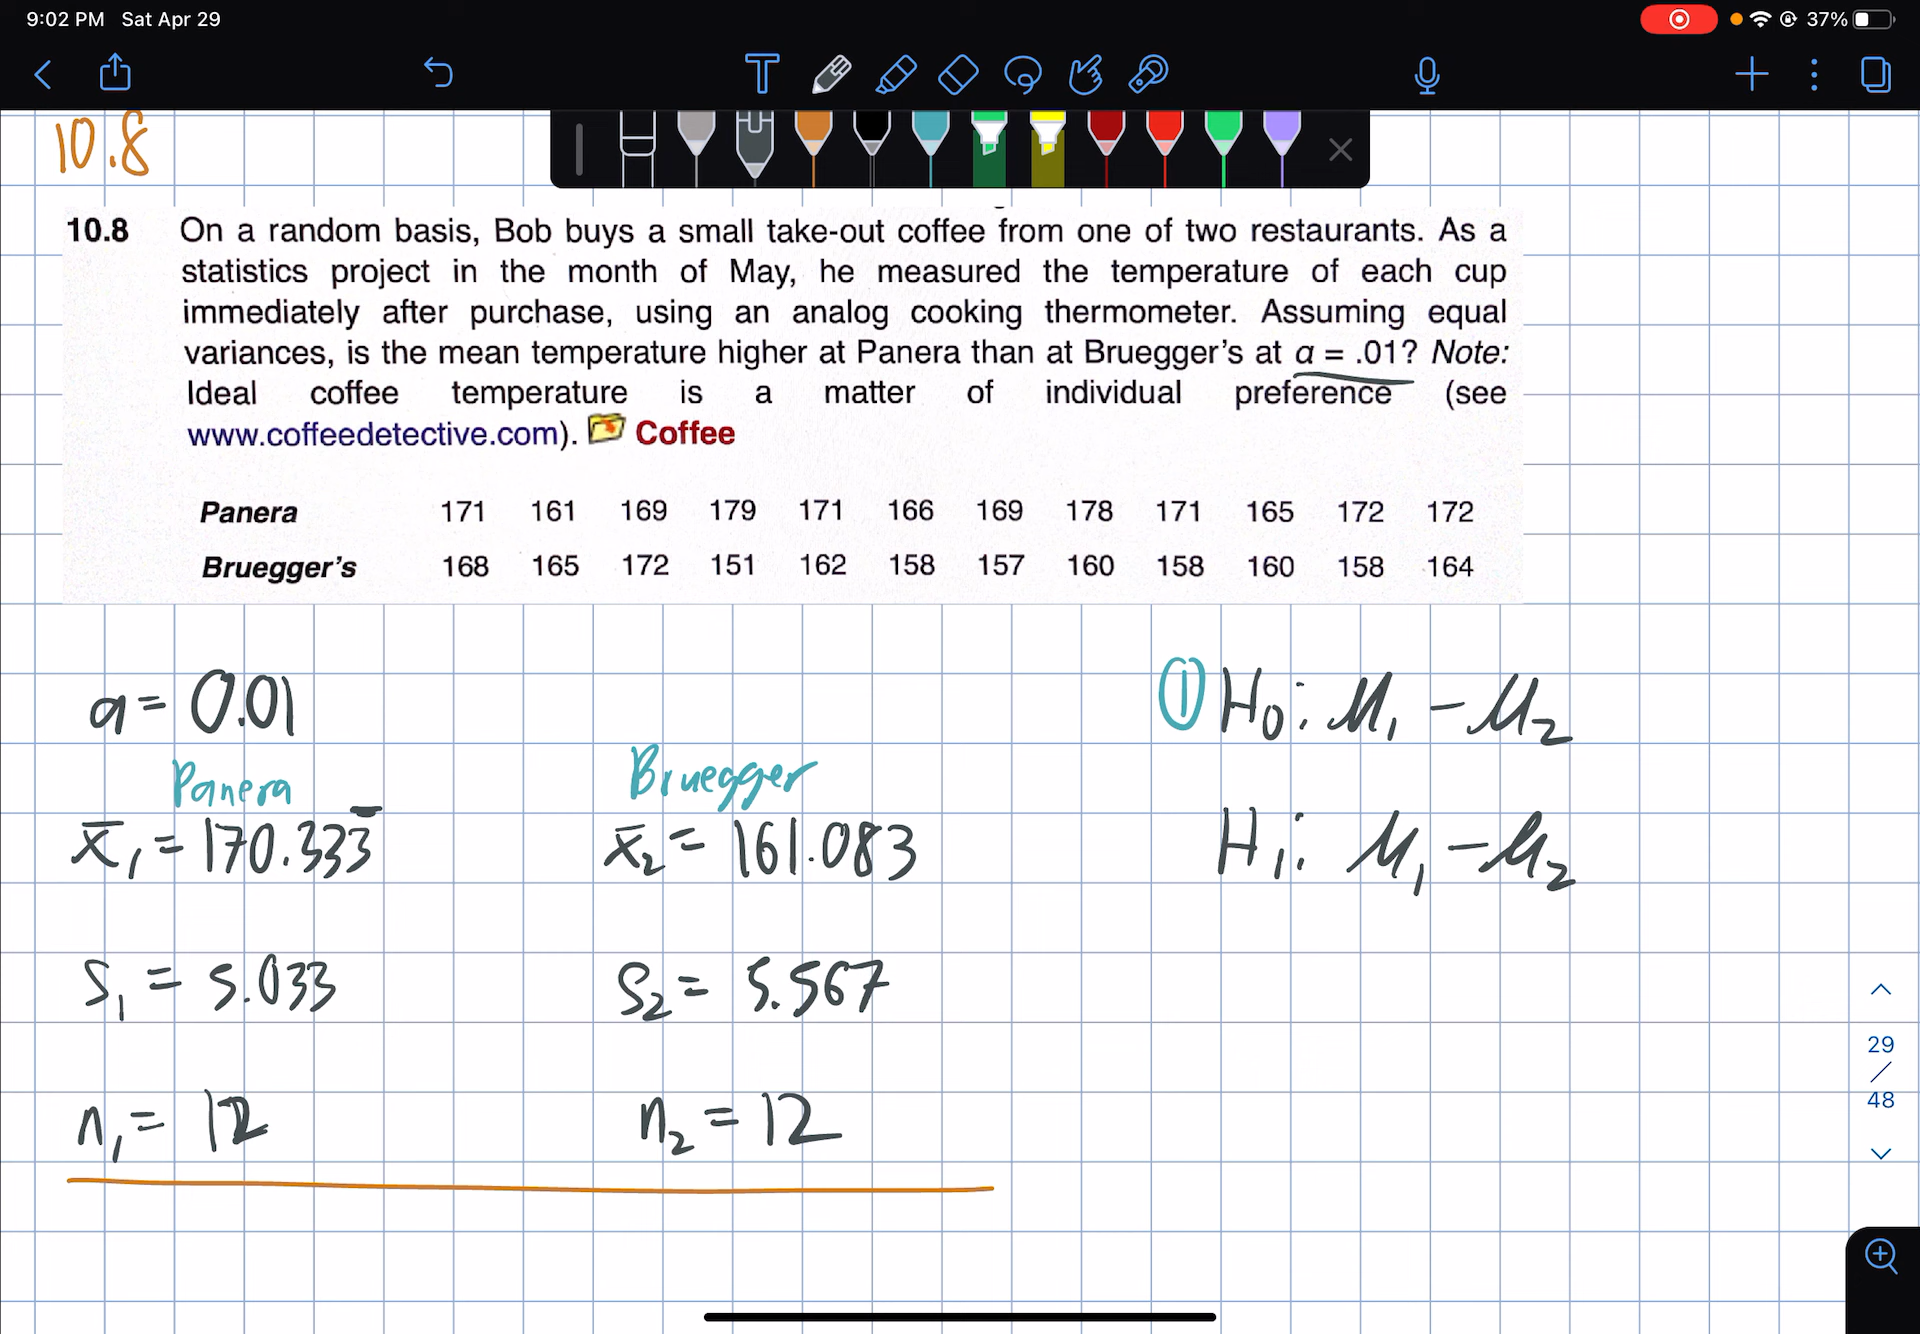 9:02 PM Sat Apr 29
37%
10.8
10.8 On a random basis, Bob buys a small take-out coffee from one of two restaurants. As a
statistics project in the month of May, he measured the temperature of each cup
immediately after purchase, using an analog cooking thermometer. Assuming equal
variances, is the mean temperature higher at Panera than at Bruegger's at α = .01? Note:
Ideal coffee temperature is a matter of individual preference (see
www.coffeedetective.com). Coffee
Panera 171 161 169 179 171 166 169 178 171 165 172 172
Bruegger's 168 165 172 151 162 158 157 160 158 160 158 164
α = 0.01
Panera
x̄₁ = 170.333̄
s₁ = 5.033
n₁ = 12
Bruegger
x̄₂ = 161.083
s₂ = 5.567
n₂ = 12
① H₀: μ₁ − μ₂
H₁: μ₁ − μ₂
29
/
48